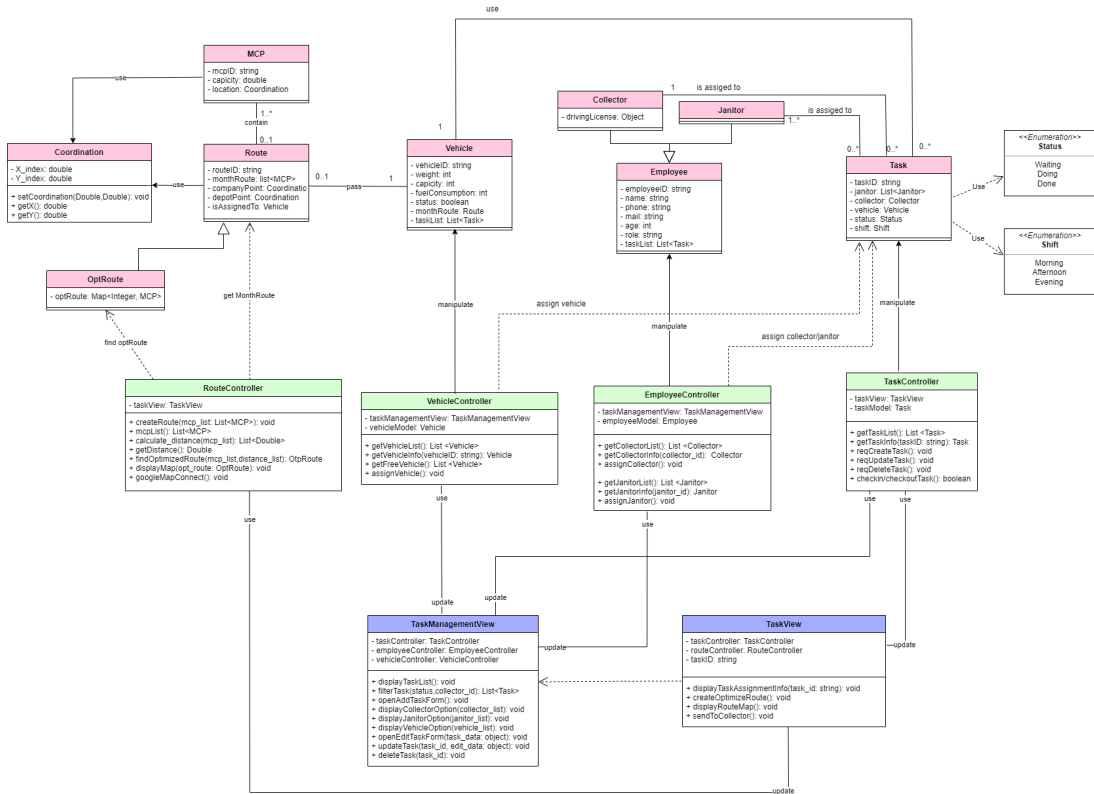 use
MCP
- mcpID: string
- capicity: double
- location: Coordination
use
1..*
contain
0..1
Coordination
- X_index: double
- Y_index: double
+ setCoordination(Double,Double): void
+ getX(): double
+ getY(): double
use
Route
- routeID: string
- monthRoute: list<MCP>
- companyPoint: Coordinatic
- depotPoint: Coordination
- isAssignedTo: Vehicle
0..1
pass
1
1
Vehicle
- vehicleID: string
- weight: int
- capicity: int
- fuelConsumption: int
- status: boolean
- monthRoute: Route
- taskList: List<Task>
Collector
- drivingLicense: Object
1
is assiged to
Janitor
is assiged to
1..*
Employee
- employeeID: string
- name: string
- phone: string
- mail: string
- age: int
- role: string
- taskList: List<Task>
0..*
0..*
0..*
Task
- taskID: string
- janitor: List<Janitor>
- collector: Collector
- vehicle: Vehicle
- status: Status
- shift: Shift
Use
Use
<<Enumeration>>
Status
Waiting
Doing
Done
<<Enumeration>>
Shift
Morning
Afternoon
Evening
OptRoute
- optRoute: Map<Integer, MCP>
get MonthRoute
find optRoute
manipulate
assign vehicle
manipulate
assign collector/janitor
manipulate
RouteController
- taskView: TaskView
+ createRoute(mcp_list: List<MCP>): void
+ mcpList(): List<MCP>
+ calculate_distance(mcp_list): List<Double>
+ getDistance(): Double
+ findOptimizedRoute(mcp_list,distance_list): OtpRoute
+ displayMap(opt_route: OptRoute): void
+ googleMapConnect(): void
use
VehicleController
- taskManagementView: TaskManagementView
- vehicleModel: Vehicle
+ getVehicleList(): List <Vehicle>
+ getVehicleInfo(vehicleID: string): Vehicle
+ getFreeVehicle(): List <Vehicle>
+ assignVehicle(): void
use
EmployeeController
- taskManagementView: TaskManagementView
- employeeModel: Employee
+ getCollectorList(): List <Collector>
+ getCollectorInfo(collector_id): Collector
+ assignCollector(): void
+ getJanitorList(): List <Janitor>
+ getJanitorInfo(janitor_id): Janitor
+ assignJanitor(): void
use
TaskController
- taskView: TaskView
- taskModel: Task
+ getTaskList(): List <Task>
+ getTaskInfo(taskID: string): Task
+ reqCreateTask(): void
+ reqUpdateTask(): void
+ reqDeleteTask(): void
+ checkin/checkoutTask(): boolean
use
use
update
update
TaskManagementView
- taskController: TaskController
- employeeController: EmployeeController
- vehicleController: VehicleController
+ displayTaskList(): void
+ filterTask(status,collector_id): List<Task>
+ openAddTaskForm(): void
+ displayCollectorOption(collector_list): void
+ displayJanitorOption(janitor_list): void
+ displayVehicleOption(vehicle_list): void
+ openEditTaskForm(task_data: object): void
+ updateTask(task_id, edit_data: object): void
+ deleteTask(task_id): void
update
TaskView
- taskController: TaskController
- routeController: RouteController
- taskID: string
+ displayTaskAssignmentInfo(task_id: string): void
+ createOptimizeRoute(): void
+ displayRouteMap(): void
+ sendToCollector(): void
update
update